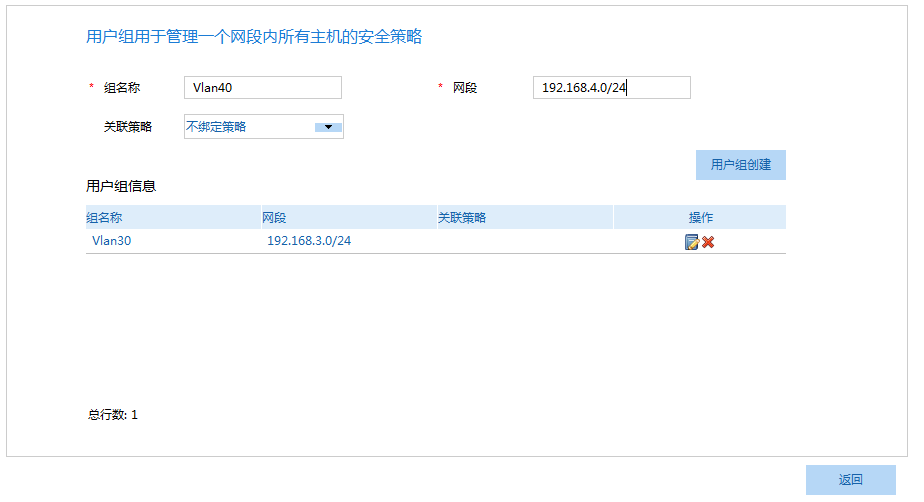 用户组用于管理一个网段内所有主机的安全策略
* 组名称 Vlan40 * 网段 192.168.4.0/24
关联策略 不绑定策略
用户组创建
用户组信息
组名称 网段 关联策略 操作
Vlan30 192.168.3.0/24
总行数: 1
返回